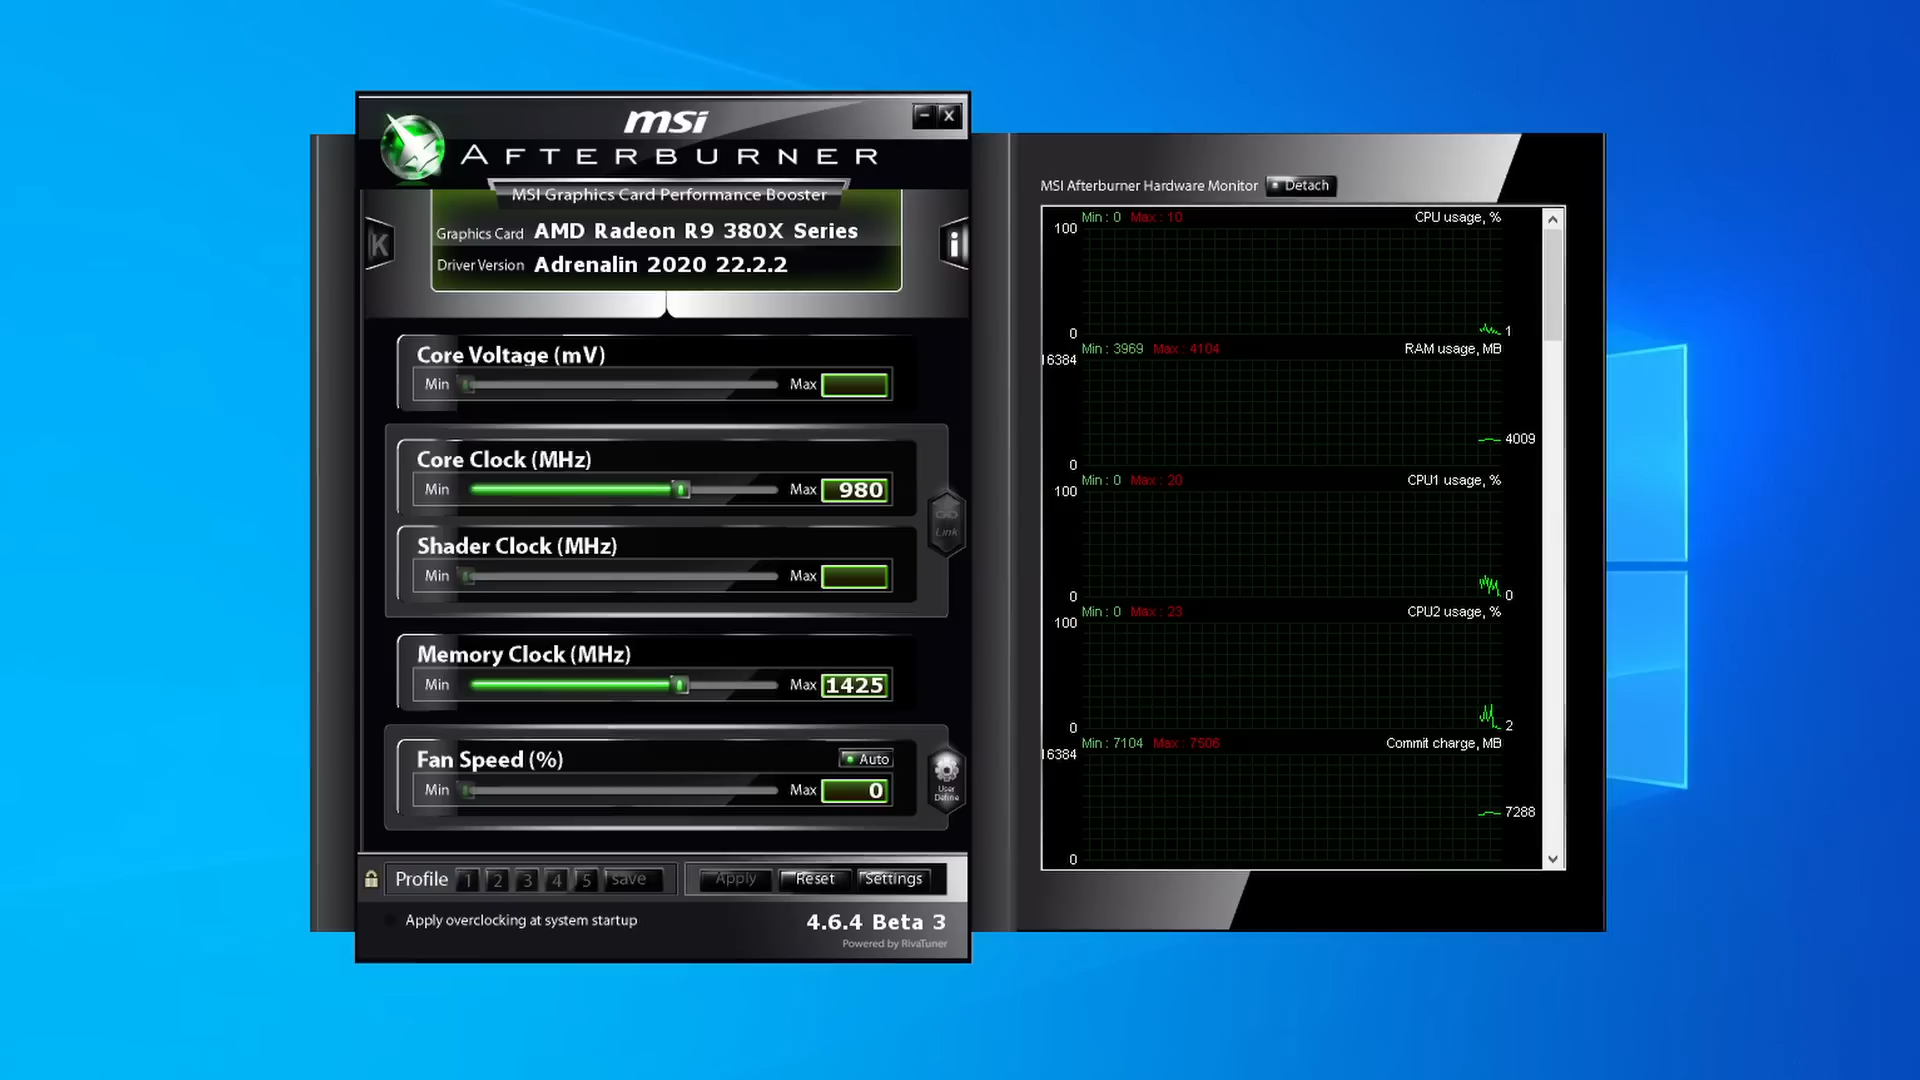 msi
AFTERBURNER
MSI Graphics Card Performance Booster
K
Graphics Card AMD Radeon R9 380X Series
i
Driver Version Adrenalin 2020 22.2.2
Core Voltage (mV)
Min Max
Core Clock (MHz)
Min Max 980
Link
Shader Clock (MHz)
Min Max
Memory Clock (MHz)
Min Max 1425
Fan Speed (%) Auto
Min Max 0
User Define
Profile 1 2 3 4 5 save Apply Reset Settings
Apply overclocking at system startup 4.6.4 Beta 3
Powered by RivaTuner
MSI Afterburner Hardware Monitor Detach
Min : 0 Max : 10 CPU usage, %
100
0 1
Min : 3969 Max : 4104 RAM usage, MB
16384
4009
0
Min : 0 Max : 20 CPU1 usage, %
100
0 0
Min : 0 Max : 23 CPU2 usage, %
100
0 2
Min : 7104 Max : 7506 Commit charge, MB
16384
7288
0